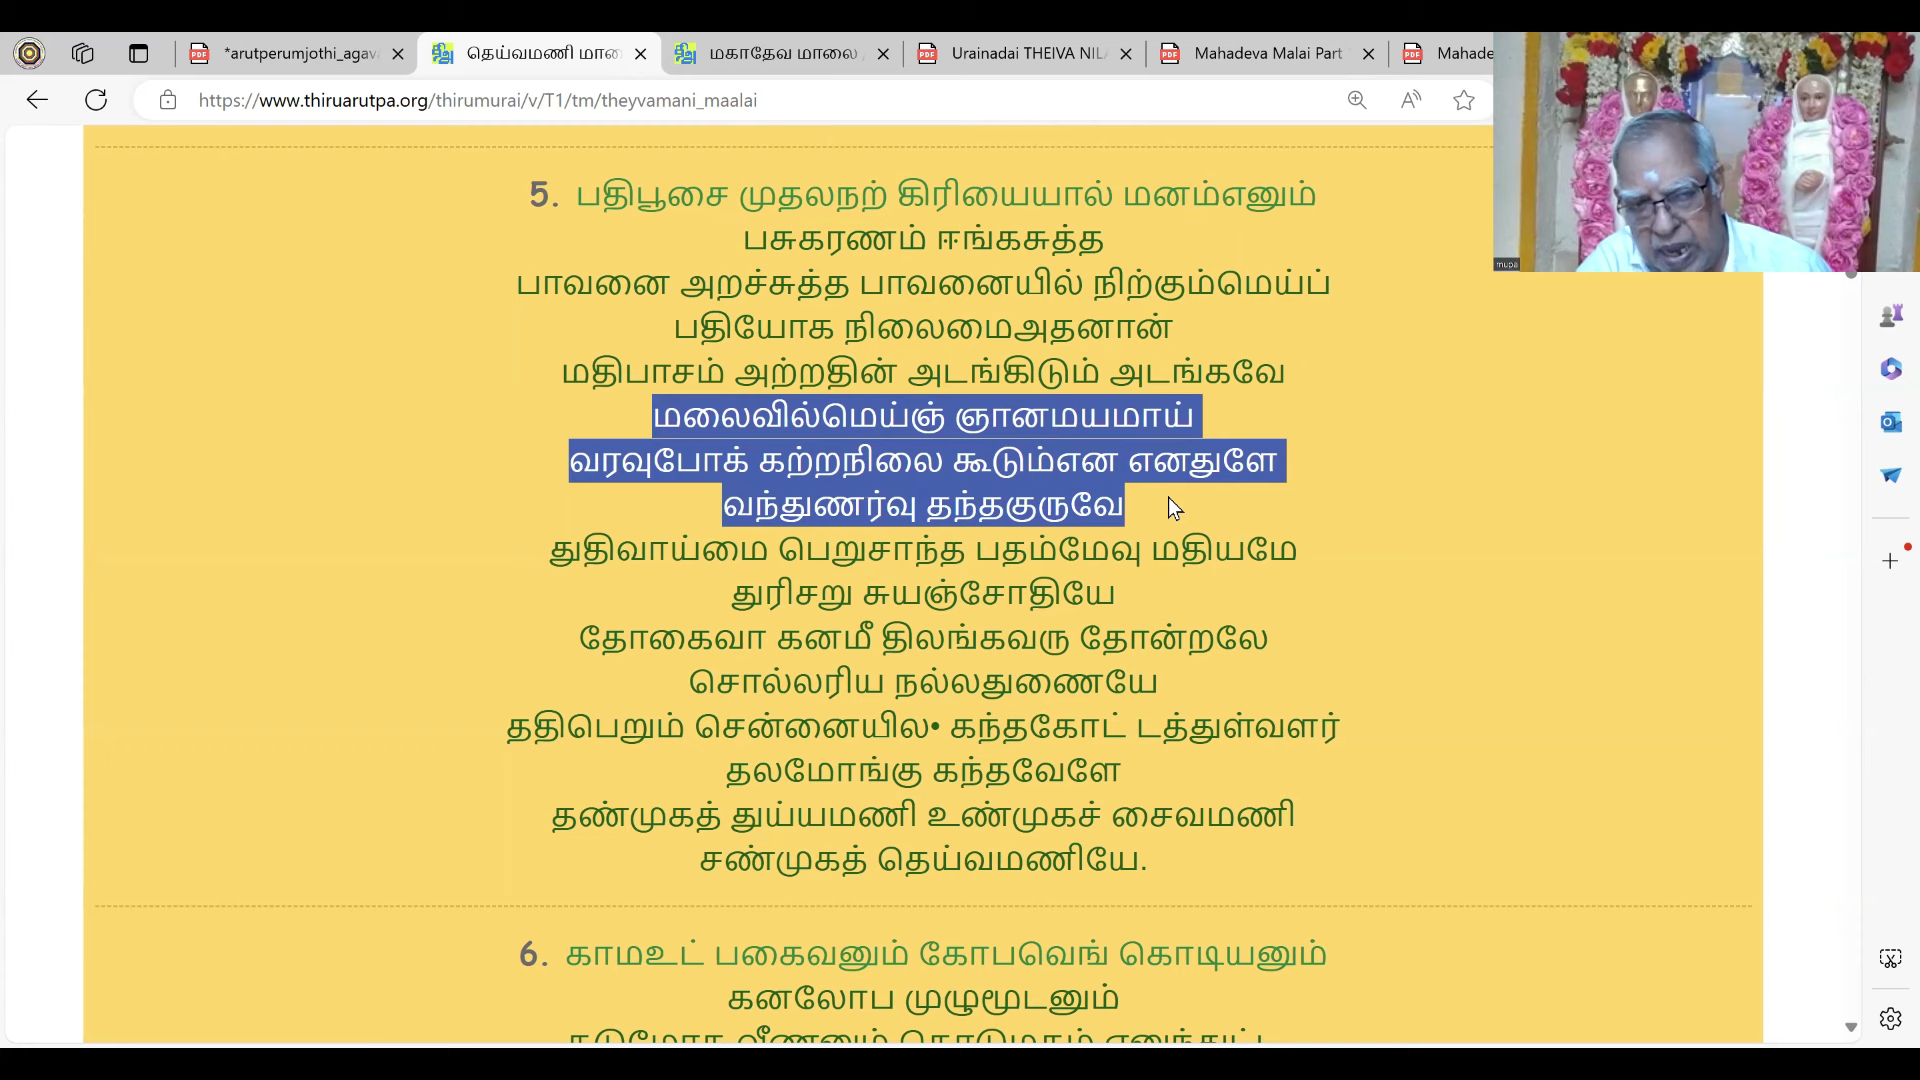 *arutperumjothi_agava
தெய்வமணி மாலை
மகாதேவ மாலை
Urainadai THEIVA NIL
Mahadeva Malai Part
Mahade
https://www.thiruarutpa.org/thirumurai/v/T1/tm/theyvamani_maalai
mupa
5. பதிபூசை முதலநற் கிரியையால் மனம்எனும்
பசுகரணம் ஈங்கசுத்த
பாவனை அறச்சுத்த பாவனையில் நிற்கும்மெய்ப்
பதியோக நிலைமைஅதனான்
மதிபாசம் அற்றதின் அடங்கிடும் அடங்கவே
மலைவில்மெய்ஞ் ஞானமயமாய்
வரவுபோக் கற்றநிலை கூடும்என எனதுளே
வந்துணர்வு தந்தகுருவே
துதிவாய்மை பெறுசாந்த பதம்மேவு மதியமே
துரிசறு சுயஞ்சோதியே
தோகைவா கனமீ திலங்கவரு தோன்றலே
சொல்லரிய நல்லதுணையே
ததிபெறும் சென்னையில• கந்தகோட் டத்துள்வளர்
தலமோங்கு கந்தவேளே
தண்முகத் துய்யமணி உண்முகச் சைவமணி
சண்முகத் தெய்வமணியே.
6. காமஉட் பகைவனும் கோபவெங் கொடியனும்
கனலோப முழுமூடனும்